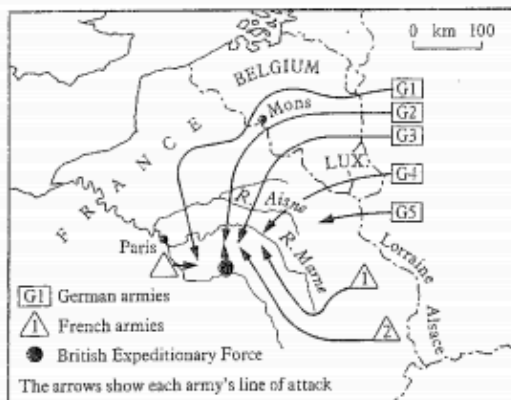 0 km 100
BELGIUM
G1
G2
Mons
G3
FRANCE
LUX.
G4
R. Aisne
G5
Paris
R. Marne
Lorraine
1
G1 German armies
Alsace
1 French armies
2
British Expeditionary Force
The arrows show each army's line of attack